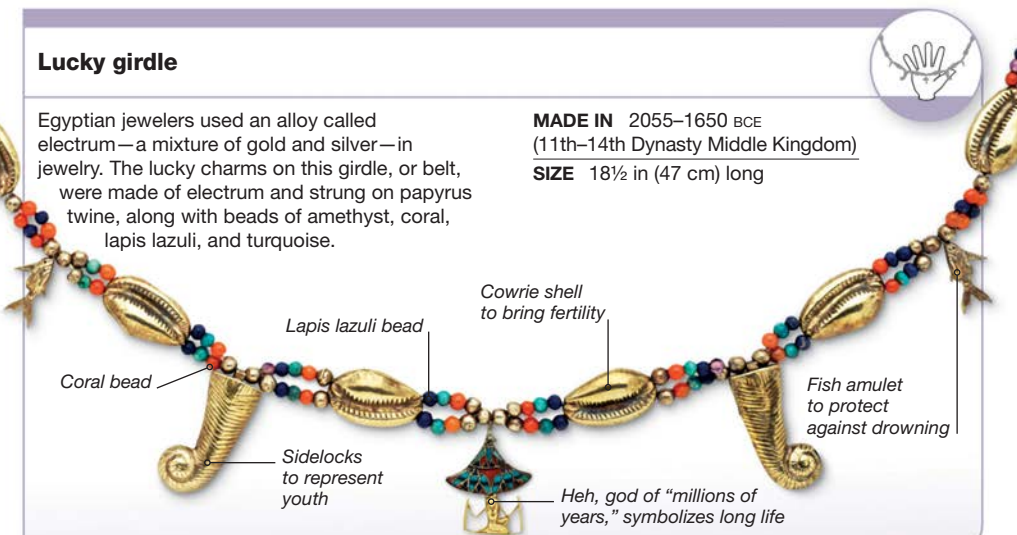 Lucky girdle
Egyptian jewelers used an alloy called
electrum—a mixture of gold and silver—in
jewelry. The lucky charms on this girdle, or belt,
were made of electrum and strung on papyrus
twine, along with beads of amethyst, coral,
lapis lazuli, and turquoise.
MADE IN 2055–1650 BCE
(11th–14th Dynasty Middle Kingdom)
SIZE 18½ in (47 cm) long
Cowrie shell
to bring fertility
Lapis lazuli bead
Coral bead
Fish amulet
to protect
against drowning
Sidelocks
to represent
youth
Heh, god of “millions of
years,” symbolizes long life